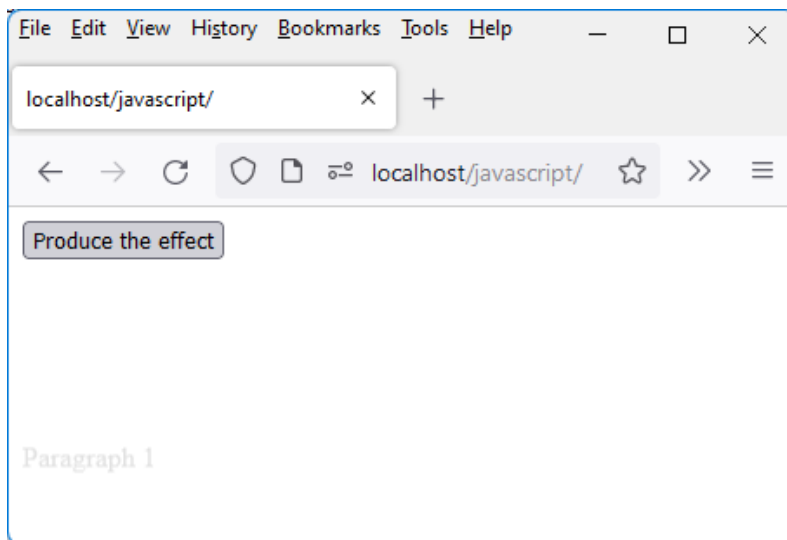 File Edit View History Bookmarks Tools Help
localhost/javascript/
localhost/javascript/
Produce the effect
Paragraph 1